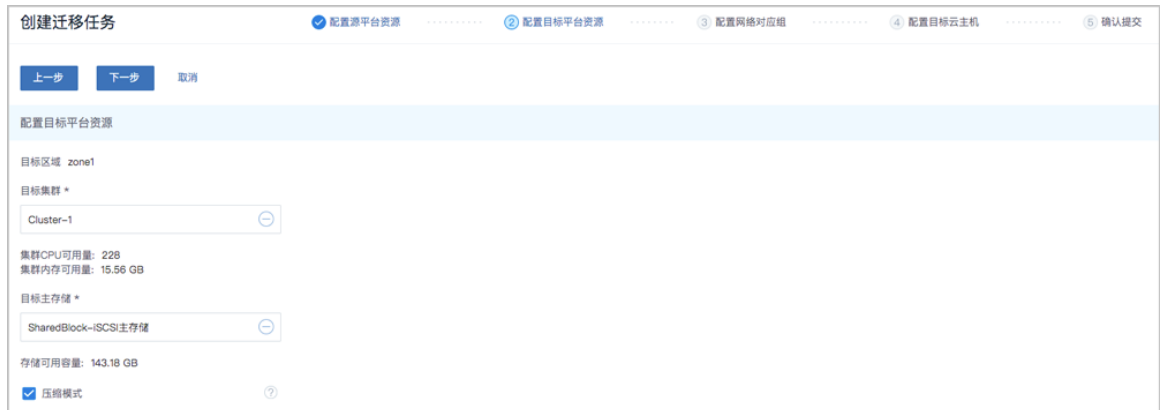 创建迁移任务 配置源平台资源 2 配置目标平台资源 3 配置网络对应组 4 配置目标云主机 5 确认提交
上一步 下一步 取消
配置目标平台资源
目标区域 zone1
目标集群 *
Cluster-1
集群CPU可用量: 228
集群内存可用量: 15.56 GB
目标主存储 *
SharedBlock-iSCSI主存储
存储可用容量: 143.18 GB
压缩模式 ?